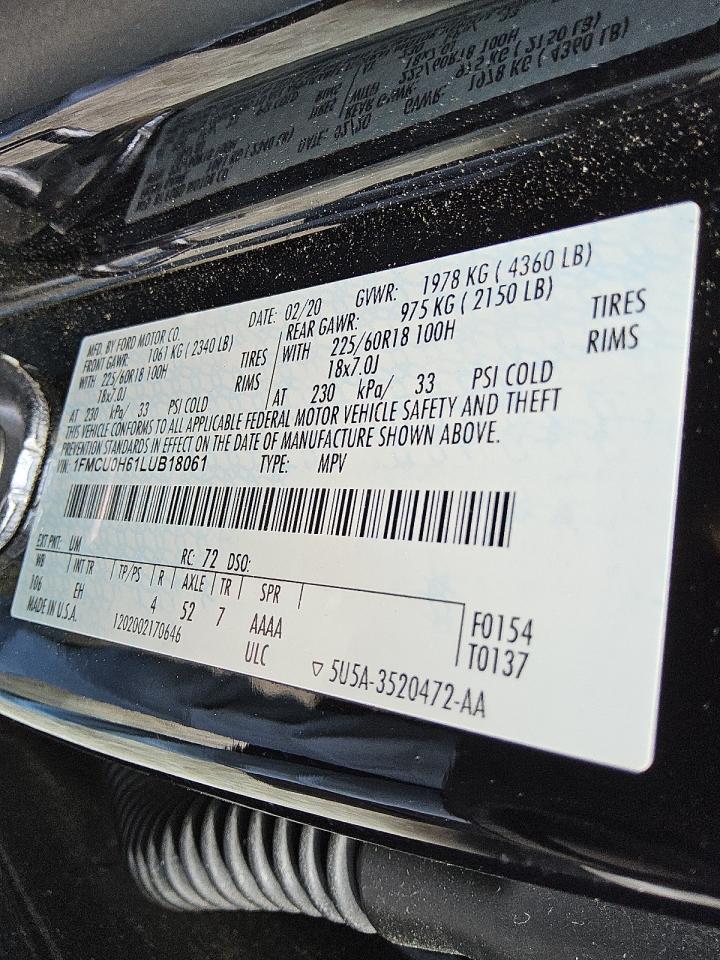 MFD. BY FORD MOTOR CO.
DATE: 02/20 GVWR: 1978 KG ( 4360 LB)
FRONT GAWR: 1061 KG ( 2340 LB) REAR GAWR: 975 KG ( 2150 LB)
WITH 225/60R18 100H TIRES WITH 225/60R18 100H TIRES
18x7.0J RIMS 18x7.0J RIMS
AT 230 kPa/ 33 PSI COLD AT 230 kPa/ 33 PSI COLD
THIS VEHICLE CONFORMS TO ALL APPLICABLE FEDERAL MOTOR VEHICLE SAFETY AND THEFT
PREVENTION STANDARDS IN EFFECT ON THE DATE OF MANUFACTURE SHOWN ABOVE.
VIN: 1FMCU0H61LUB18061 TYPE: MPV
EXT PNT: UM RC: 72 DSO:
WB INT TR TP/PS R AXLE TR SPR
106 EH 4 52 7 AAAA F0154
MADE IN U.S.A. 1202002170646 ULC T0137
▽ 5U5A-3520472-AA